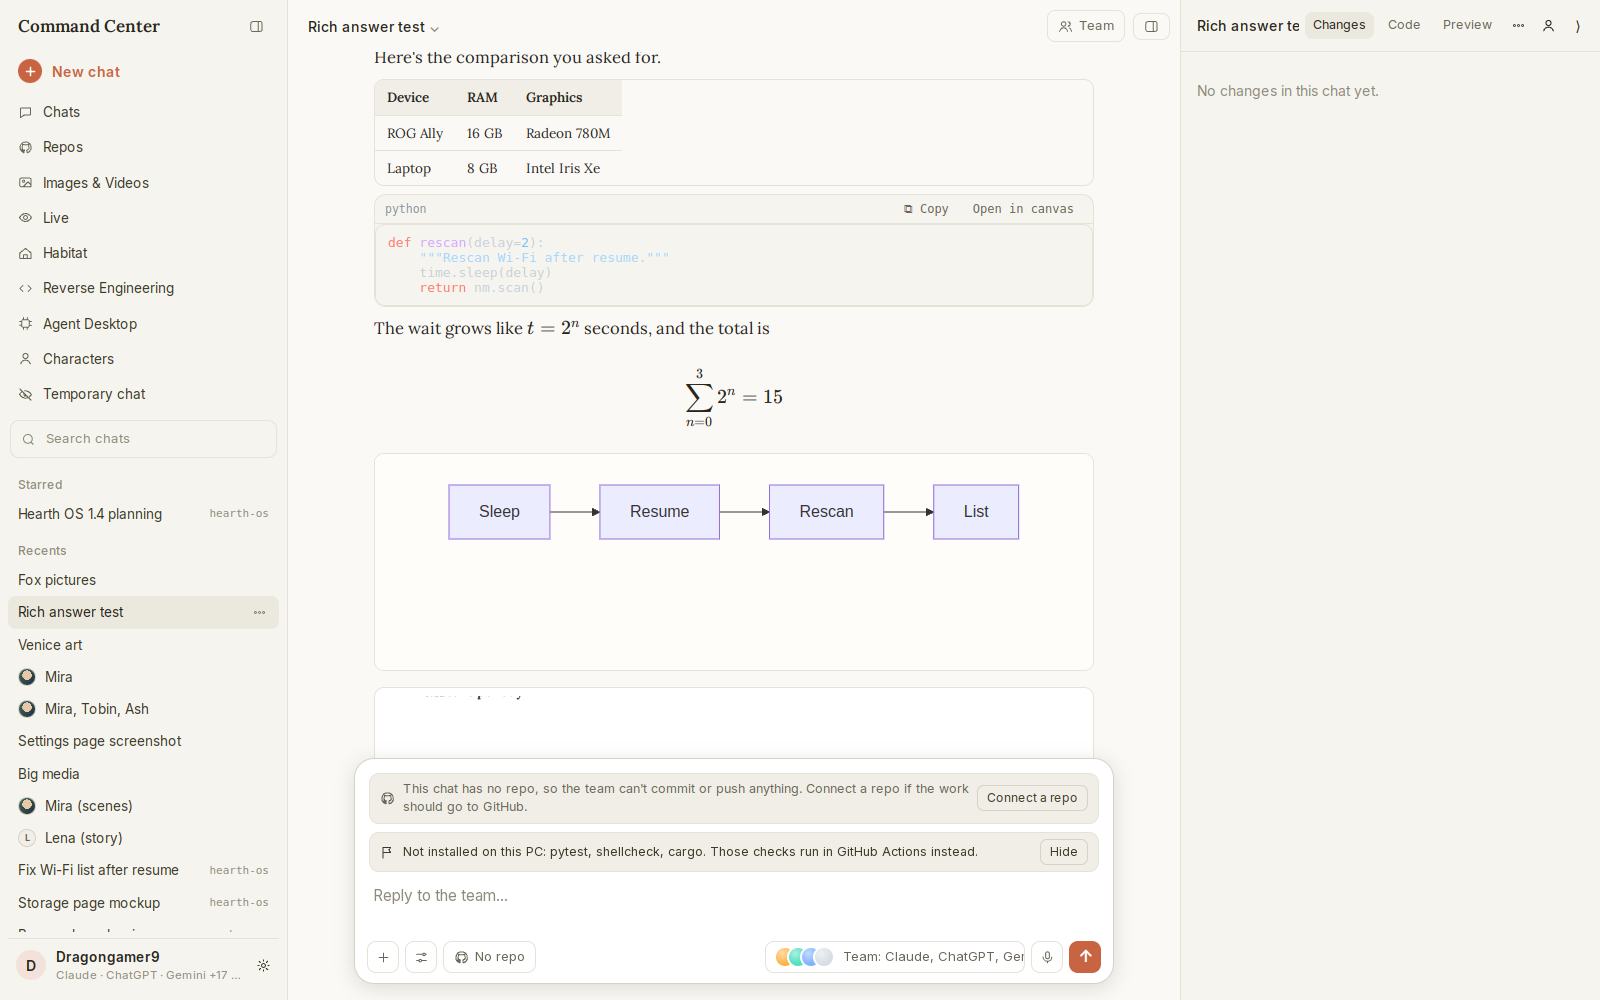 Command Center
New chat
Chats
Repos
Images & Videos
Live
Habitat
Reverse Engineering
Agent Desktop
Characters
Temporary chat
Search chats
Starred
Hearth OS 1.4 planning hearth-os
Recents
Fox pictures
Rich answer test
Venice art
Mira
Mira, Tobin, Ash
Settings page screenshot
Big media
Mira (scenes)
L Lena (story)
Fix Wi-Fi list after resume hearth-os
Storage page mockup hearth-os
D Dragongamer9
Claude · ChatGPT · Gemini +17 ...
Rich answer test
Team
Here's the comparison you asked for.
Device RAM Graphics
ROG Ally 16 GB Radeon 780M
Laptop 8 GB Intel Iris Xe
python Copy Open in canvas
def rescan(delay=2):
"""Rescan Wi-Fi after resume."""
time.sleep(delay)
return nm.scan()
The wait grows like t = 2ⁿ seconds, and the total is
3
∑ 2ⁿ = 15
n=0
Sleep Resume Rescan List
This chat has no repo, so the team can't commit or push anything. Connect a repo if the work
should go to GitHub.
Connect a repo
Not installed on this PC: pytest, shellcheck, cargo. Those checks run in GitHub Actions instead.
Hide
Reply to the team...
No repo
Team: Claude, ChatGPT, Ger
Rich answer te
Changes Code Preview
No changes in this chat yet.